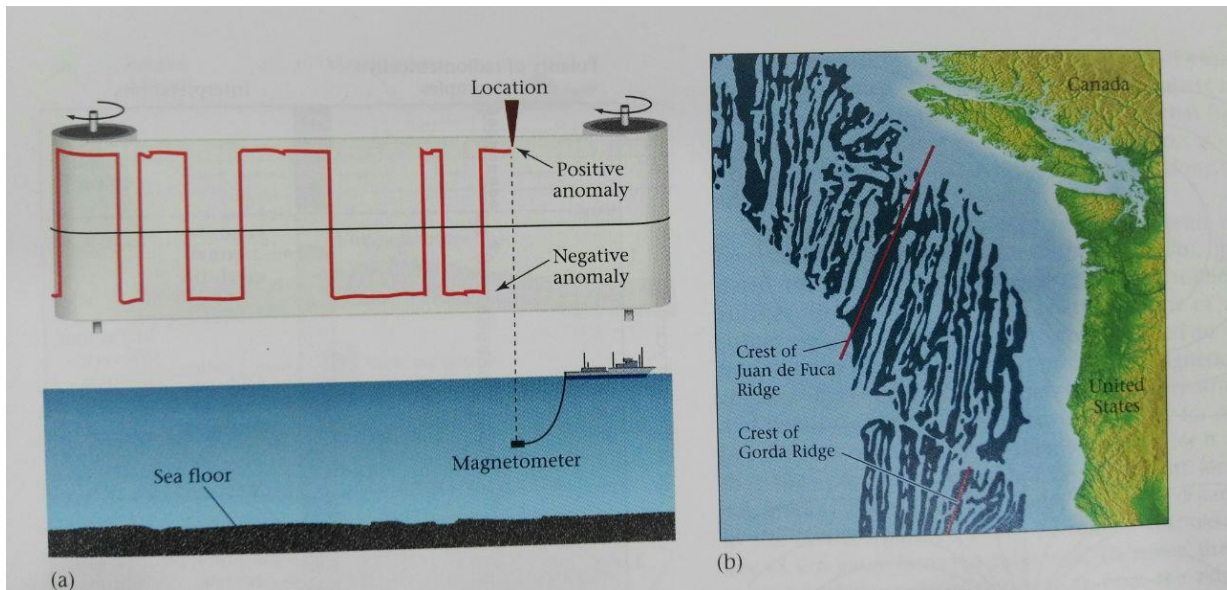 Location
Positive
anomaly
Negative
anomaly
Magnetometer
Sea floor
(a)
Canada
Crest of
Juan de Fuca
Ridge
United
States
Crest of
Gorda Ridge
(b)